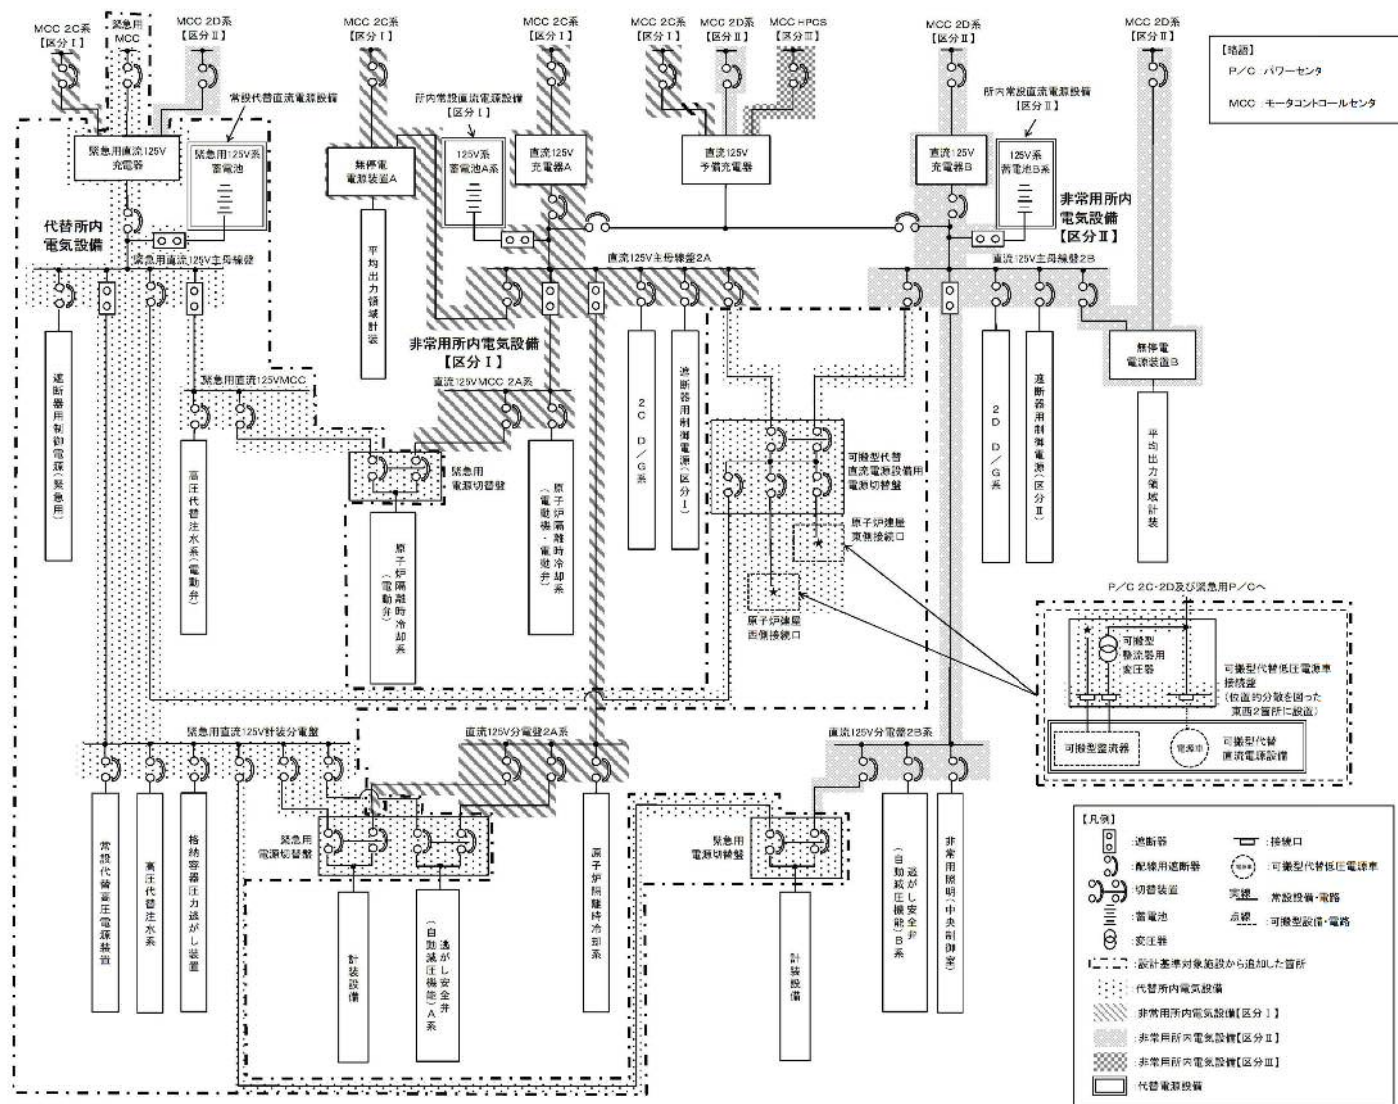 MCC 2C系
【区分Ⅰ】
緊急用
MCC
MCC 2D系
【区分Ⅱ】
MCC 2C系
【区分Ⅰ】
MCC 2C系
【区分Ⅰ】
MCC 2C系
【区分Ⅰ】
MCC 2D系
【区分Ⅱ】
MCC HPCS
【区分Ⅲ】
MCC 2D系
【区分Ⅱ】
MCC 2D系
【区分Ⅱ】
【略語】
P/C :パワーセンタ
MCC :モータコントロールセンタ
常設代替直流電源設備
所内常設直流電源設備
【区分Ⅰ】
所内常設直流電源設備
【区分Ⅱ】
緊急用直流125V
充電器
緊急用125V系
蓄電池
無停電
電源装置A
125V系
蓄電池A系
直流125V
充電器A
直流125V
予備充電器
直流125V
充電器B
125V系
蓄電池B系
代替所内
電気設備
非常用所内
電気設備
【区分Ⅱ】
緊急用直流125V主母線盤
直流125V主母線盤2A
直流125V主母線盤2B
平均出力領域計装
非常用所内電気設備
【区分Ⅰ】
無停電
電源装置B
遮断器用制御電源(緊急用)
緊急用直流125VMCC
直流125VMCC 2A系
高圧代替注水系(電動弁)
緊急用
電源切替盤
原子炉隔離時冷却系
(電動弁)
原子炉隔離時冷却系
(電動機・電動弁)
2C D/G系
遮断器用制御電源(区分Ⅰ)
可搬型代替
直流電源設備用
電源切替盤
原子炉建屋
東側接続口
原子炉建屋
西側接続口
2D D/G系
遮断器用制御電源(区分Ⅱ)
平均出力領域計装
P/C 2C・2D及び緊急用P/Cへ
可搬型
整流器用
変圧器
可搬型代替低圧電源車
接続盤
(位置的分散を図った
東西2箇所に設置)
可搬型整流器
電源車
可搬型代替
直流電源設備
緊急用直流125V計装分電盤
直流125V分電盤2A系
直流125V分電盤2B系
緊急用
電源切替盤
緊急用
電源切替盤
常設代替高圧電源装置
高圧代替注水系
格納容器圧力逃がし装置
計装設備
逃がし安全弁
(自動減圧機能)A系
原子炉隔離時冷却系
計装設備
逃がし安全弁
(自動減圧機能)B系
非常用照明(中央制御室)
【凡例】
:遮断器
:接続口
:配線用遮断器
電源車
:可搬型代替低圧電源車
:切替装置
実線
:常設設備・電路
:蓄電池
点線
:可搬型設備・電路
:変圧器
:設計基準対象施設から追加した箇所
:代替所内電気設備
:非常用所内電気設備【区分Ⅰ】
:非常用所内電気設備【区分Ⅱ】
:非常用所内電気設備【区分Ⅲ】
:代替電源設備